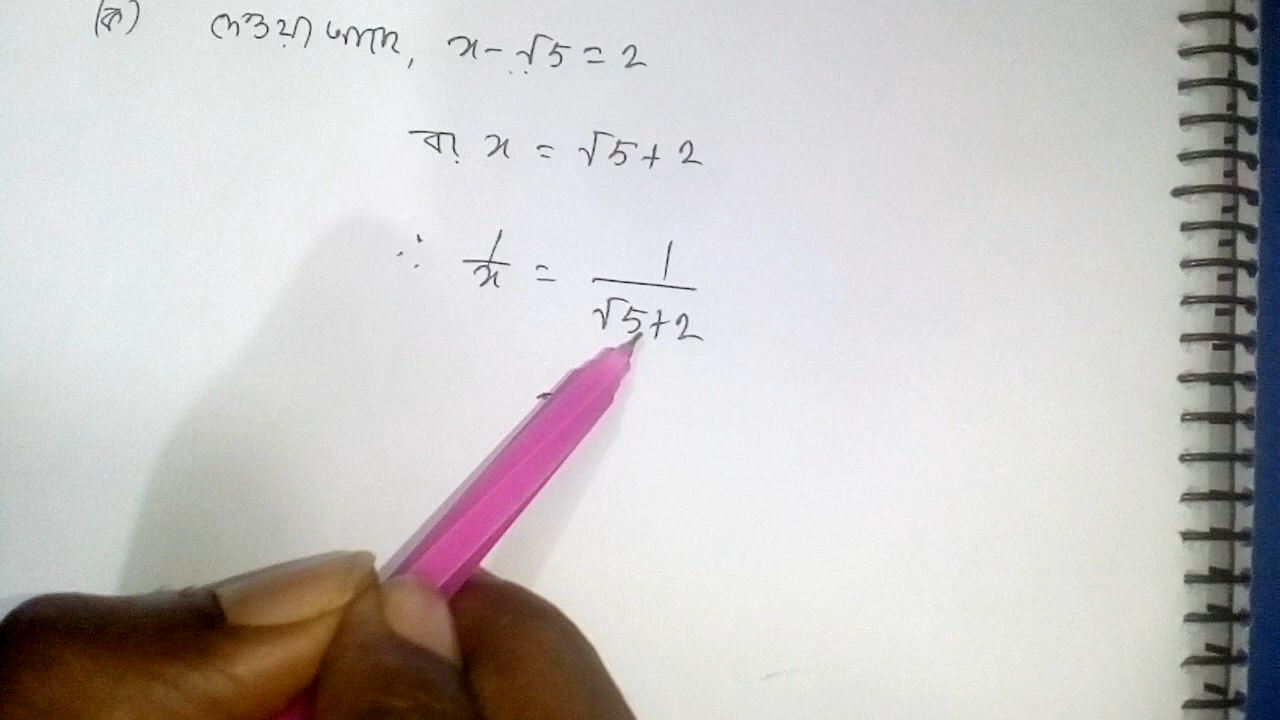 (ক) দেওয়া আছে, x - √5 = 2
বা, x = √5 + 2
∴ 1/x = 1/(√5 + 2)